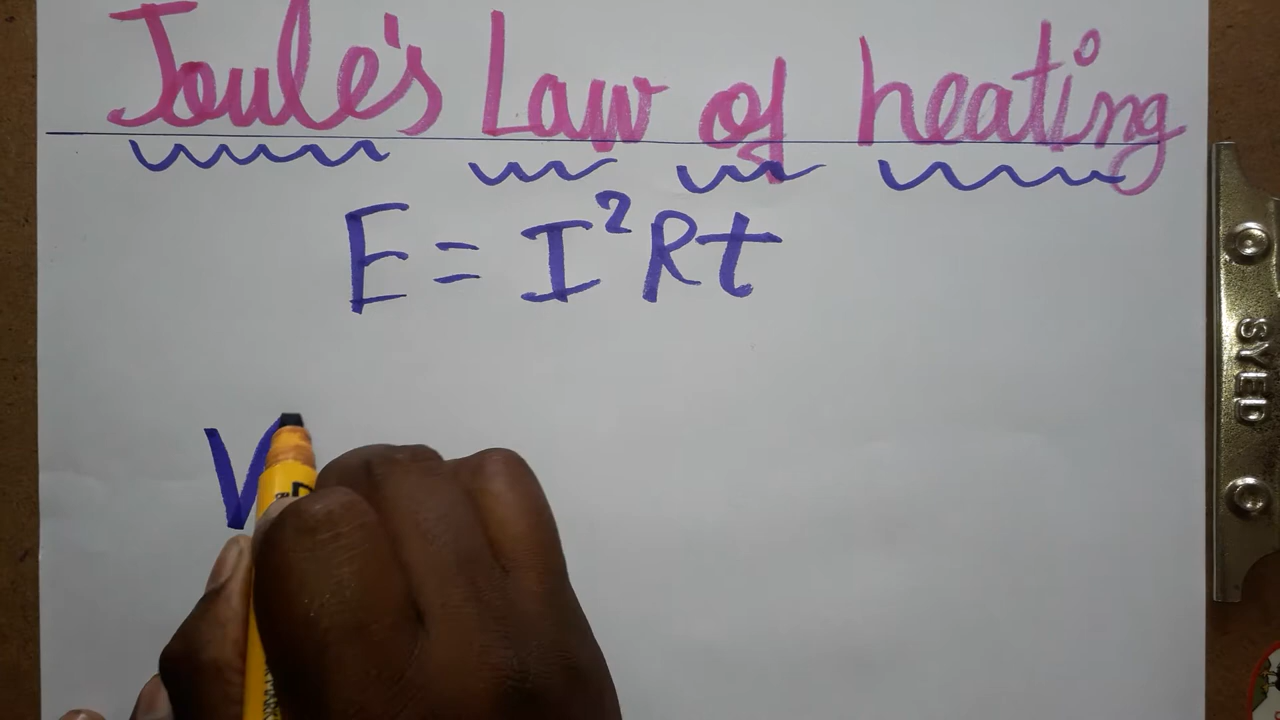 Joule's Law of heating
E = I²Rt
V
SYED